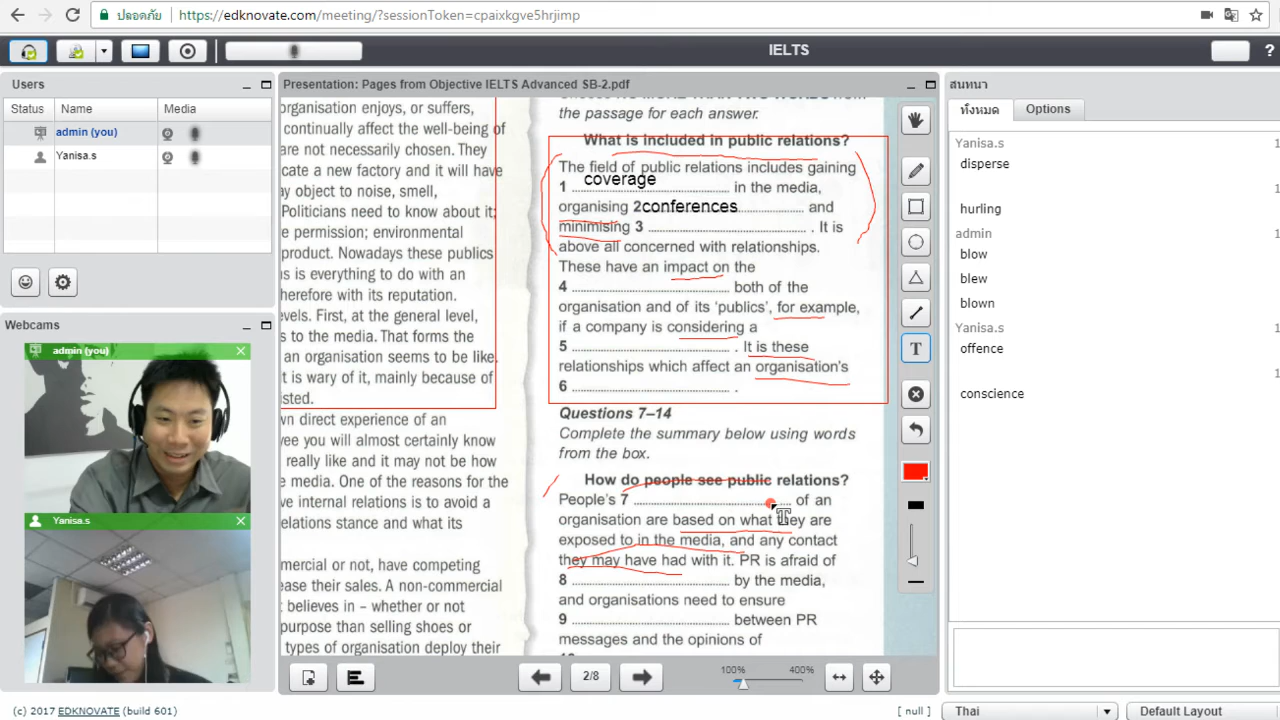 ปลอดภัย https://edknovate.com/meeting/?sessionToken=cpaixkgve5hrjimp
IELTS
?
Users
Status Name Media
admin (you)
Yanisa.s
Webcams
admin (you)
Yanisa.s
Presentation: Pages from Objective IELTS Advanced SB-2.pdf
organisation enjoys, or suffers,
continually affect the well-being of
are not necessarily chosen. They
cate a new factory and it will have
ay object to noise, smell,
Politicians need to know about it;
e permission; environmental
product. Nowadays these publics
s is everything to do with an
herefore with its reputation.
evels. First, at the general level,
s to the media. That forms the
an organisation seems to be like.
t is wary of it, mainly because of
sted.
wn direct experience of an
vee you will almost certainly know
really like and it may not be how
e media. One of the reasons for the
ve internal relations is to avoid a
elations stance and what its
mercial or not, have competing
ease their sales. A non-commercial
t believes in – whether or not
purpose than selling shoes or
types of organisation deploy their
the passage for each answer.
What is included in public relations?
The field of public relations includes gaining
1 coverage in the media,
organising 2 conferences and
minimising 3 . It is
above all concerned with relationships.
These have an impact on the
4 both of the
organisation and of its 'publics', for example,
if a company is considering a
5 . It is these
relationships which affect an organisation's
6 .
Questions 7–14
Complete the summary below using words
from the box.
How do people see public relations?
People's 7 of an
organisation are based on what they are
exposed to in the media, and any contact
they may have had with it. PR is afraid of
8 by the media,
and organisations need to ensure
9 between PR
messages and the opinions of
T
2/8
100% 400%
สนทนา
ทั้งหมด Options
Yanisa.s 1
disperse
hurling
admin 1
blow
blew
blown
Yanisa.s 1
offence
conscience
(c) 2017 EDKNOVATE (build 601)
[ null ] Thai Default Layout